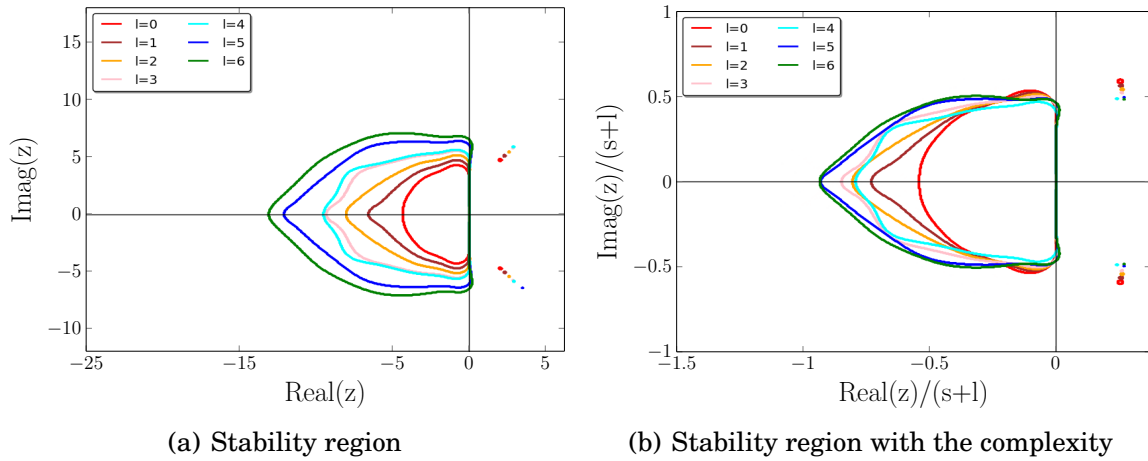 l=0 l=4
l=1 l=5
l=2 l=6
l=3
15
10
5
0
−5
−10
−25 −15 −5 0 5
Imag(z)
Real(z)
(a) Stability region
l=0 l=4
l=1 l=5
l=2 l=6
l=3
1
0.5
0
−0.5
−1
−1.5 −1 −0.5 0
Imag(z)/(s+l)
Real(z)/(s+l)
(b) Stability region with the complexity